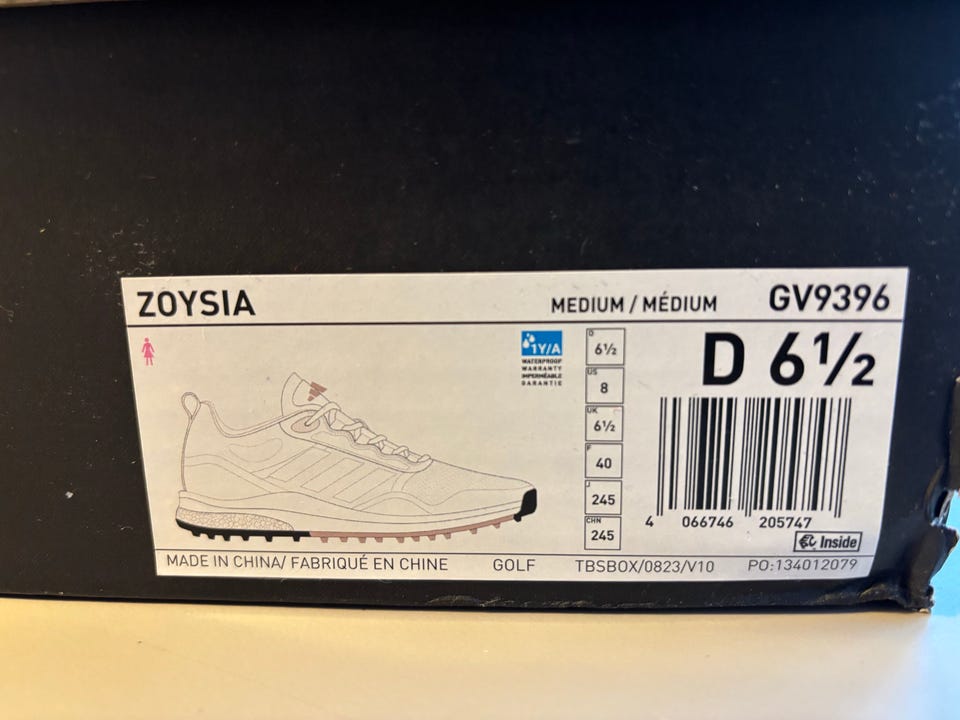 ZOYSIA
MEDIUM / MÉDIUM
GV9396
1Y/A
WATERPROOF
WARRANTY
IMPERMÉABLE
GARANTIE
D
6½
US
8
UK
6½
F
40
J
245
CHN
245
D 6½
4 066746 205747
Inside
MADE IN CHINA/ FABRIQUÉ EN CHINE
GOLF
TBSBOX/0823/V10
PO:134012079